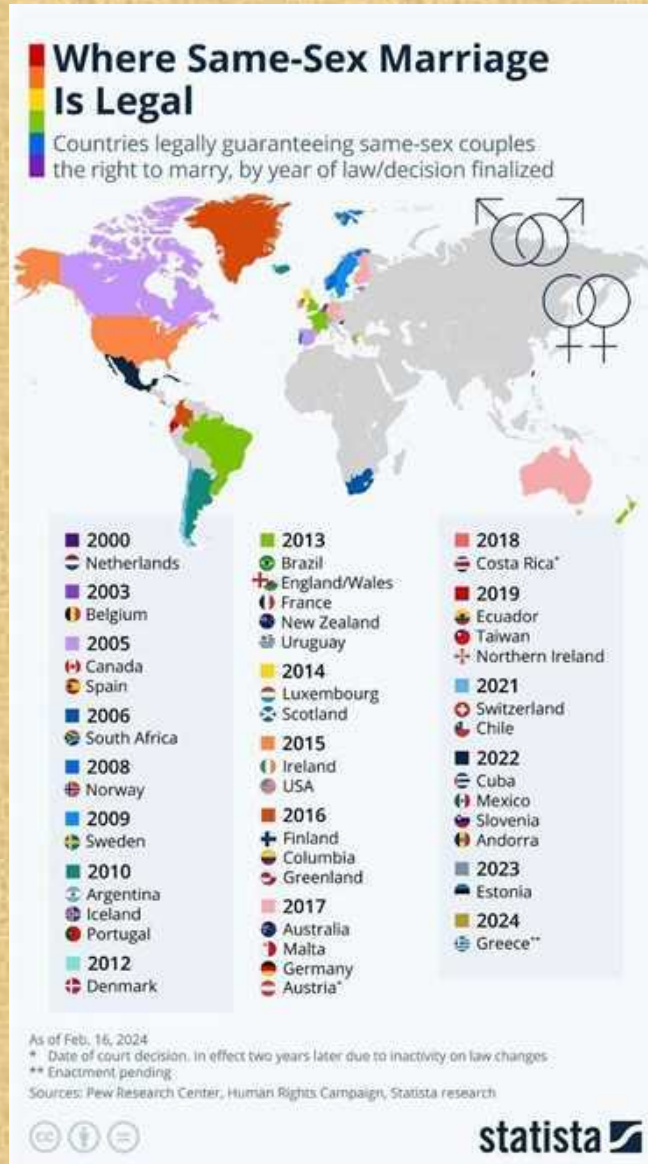 Where Same-Sex Marriage
Is Legal
Countries legally guaranteeing same-sex couples
the right to marry, by year of law/decision finalized
2000
Netherlands
2003
Belgium
2005
Canada
Spain
2006
South Africa
2008
Norway
2009
Sweden
2010
Argentina
Iceland
Portugal
2012
Denmark
2013
Brazil
England/Wales
France
New Zealand
Uruguay
2014
Luxembourg
Scotland
2015
Ireland
USA
2016
Finland
Columbia
Greenland
2017
Australia
Malta
Germany
Austria*
2018
Costa Rica*
2019
Ecuador
Taiwan
Northern Ireland
2021
Switzerland
Chile
2022
Cuba
Mexico
Slovenia
Andorra
2023
Estonia
2024
Greece**
As of Feb. 16, 2024
* Date of court decision. In effect two years later due to inactivity on law changes
** Enactment pending
Sources: Pew Research Center, Human Rights Campaign, Statista research
cc
statista